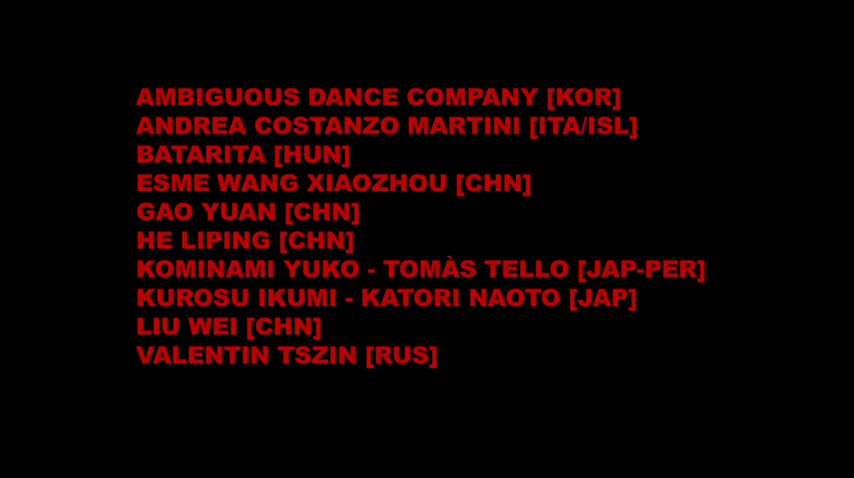 AMBIGUOUS DANCE COMPANY [KOR]
ANDREA COSTANZO MARTINI [ITA/ISL]
BATARITA [HUN]
ESME WANG XIAOZHOU [CHN]
GAO YUAN [CHN]
HE LIPING [CHN]
KOMINAMI YUKO - TOMÀS TELLO [JAP-PER]
KUROSU IKUMI - KATORI NAOTO [JAP]
LIU WEI [CHN]
VALENTIN TSZIN [RUS]